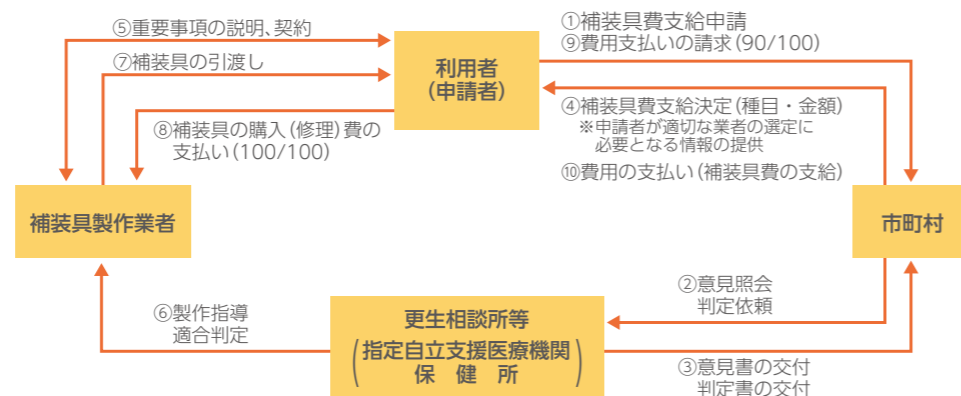 ⑤重要事項の説明、契約
⑦補装具の引渡し
利用者
(申請者)
①補装具費支給申請
⑨費用支払いの請求(90/100)
⑧補装具の購入(修理)費の
支払い(100/100)
④補装具費支給決定(種目・金額)
※申請者が適切な業者の選定に
必要となる情報の提供
⑩費用の支払い(補装具費の支給)
補装具製作業者
市町村
⑥製作指導
適合判定
更生相談所等
(指定自立支援医療機関
保健所)
②意見照会
判定依頼
③意見書の交付
判定書の交付